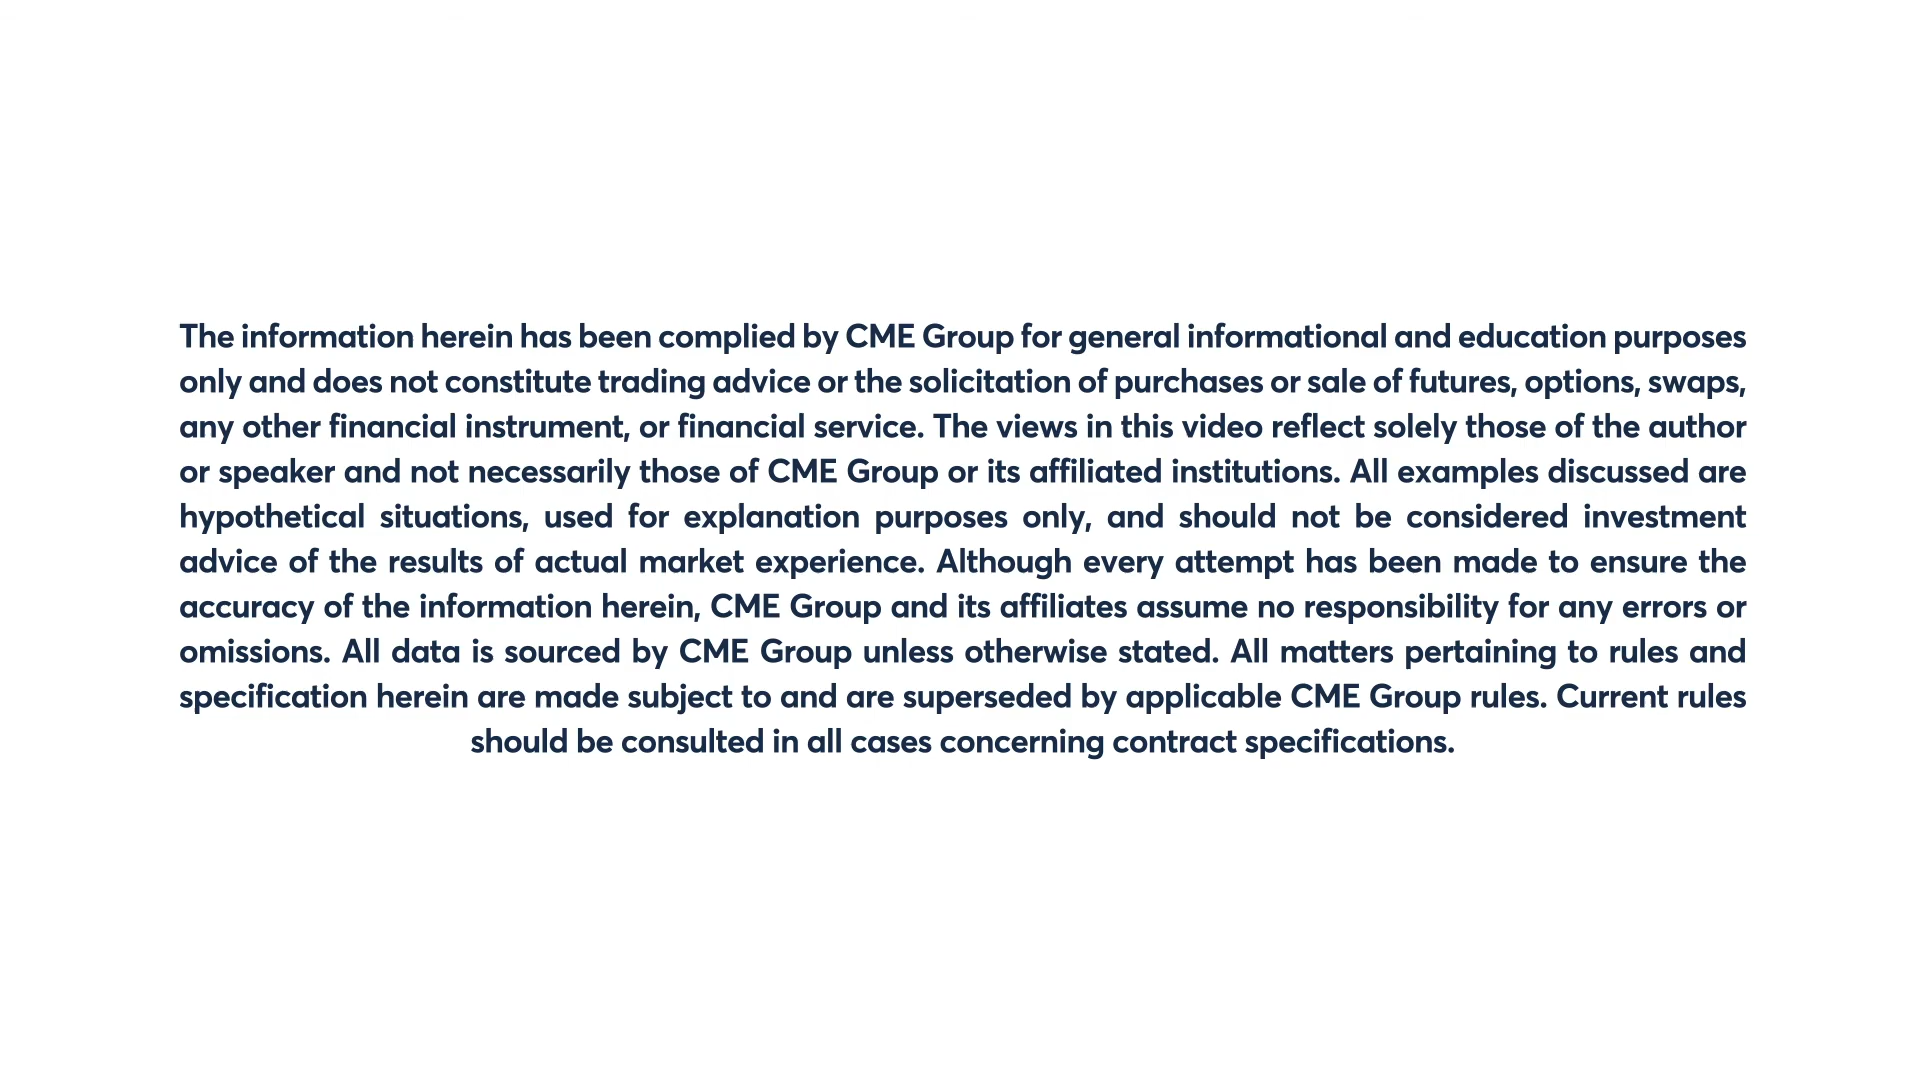 The information herein has been complied by CME Group for general informational and education purposes
only and does not constitute trading advice or the solicitation of purchases or sale of futures, options, swaps,
any other financial instrument, or financial service. The views in this video reflect solely those of the author
or speaker and not necessarily those of CME Group or its affiliated institutions. All examples discussed are
hypothetical situations, used for explanation purposes only, and should not be considered investment
advice of the results of actual market experience. Although every attempt has been made to ensure the
accuracy of the information herein, CME Group and its affiliates assume no responsibility for any errors or
omissions. All data is sourced by CME Group unless otherwise stated. All matters pertaining to rules and
specification herein are made subject to and are superseded by applicable CME Group rules. Current rules
should be consulted in all cases concerning contract specifications.